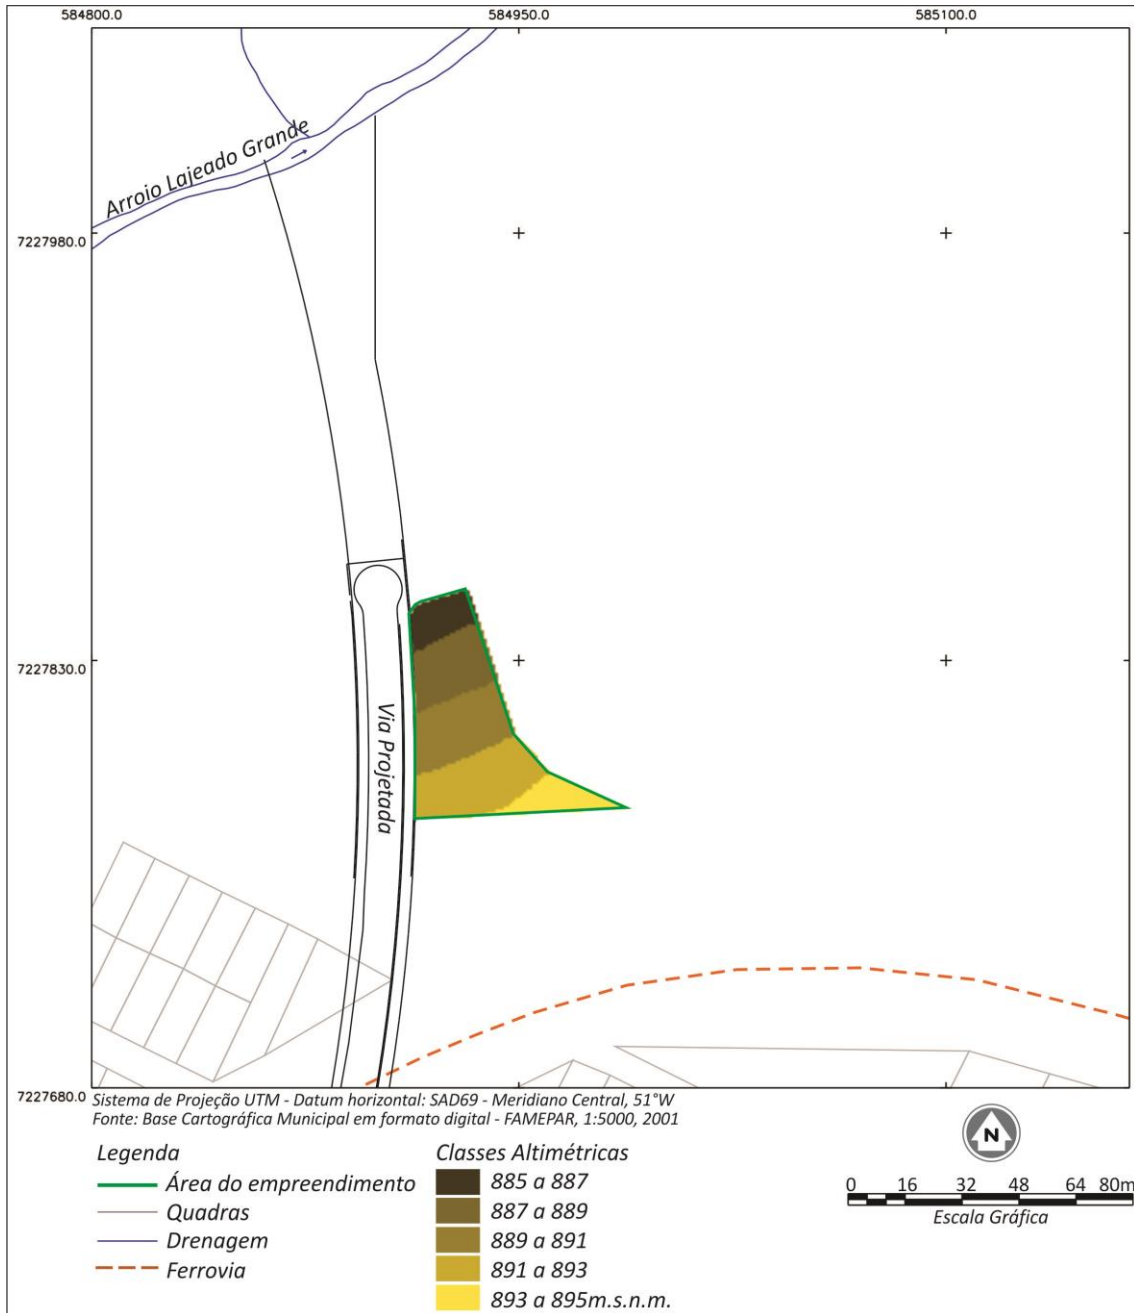 584800.0
584950.0
585100.0
Arroio Lajeado Grande
7227980.0
7227830.0
Via Projetada
7227680.0
Sistema de Projeção UTM - Datum horizontal: SAD69 - Meridiano Central, 51°W
Fonte: Base Cartográfica Municipal em formato digital - FAMEPAR, 1:5000, 2001
Legenda
Área do empreendimento
Quadras
Drenagem
Ferrovia
Classes Altimétricas
885 a 887
887 a 889
889 a 891
891 a 893
893 a 895m.s.n.m.
N
0 16 32 48 64 80m
Escala Gráfica